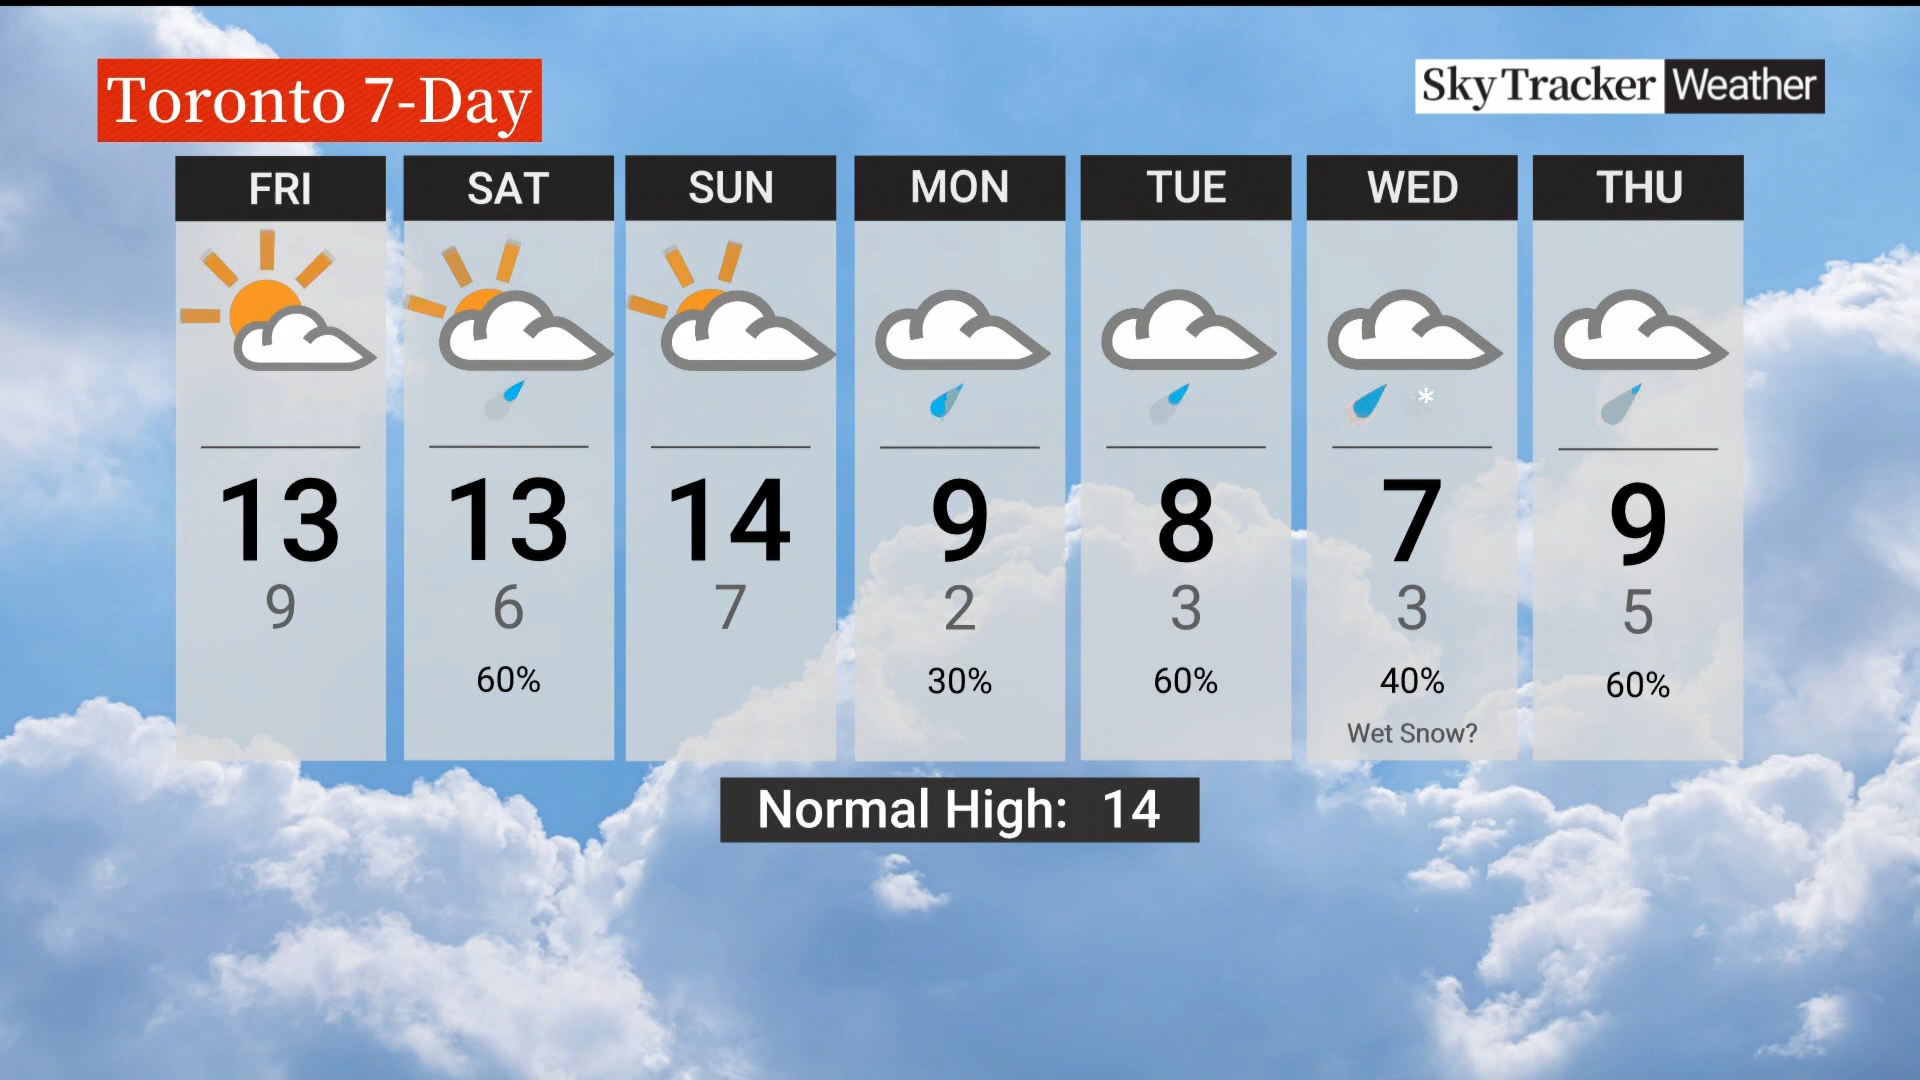 Toronto 7-Day
SkyTracker Weather
FRI SAT SUN MON TUE WED THU
13 13 14 9 8 7 9
9 6 7 2 3 3 5
60% 30% 60% 40% 60%
Wet Snow?
Normal High: 14